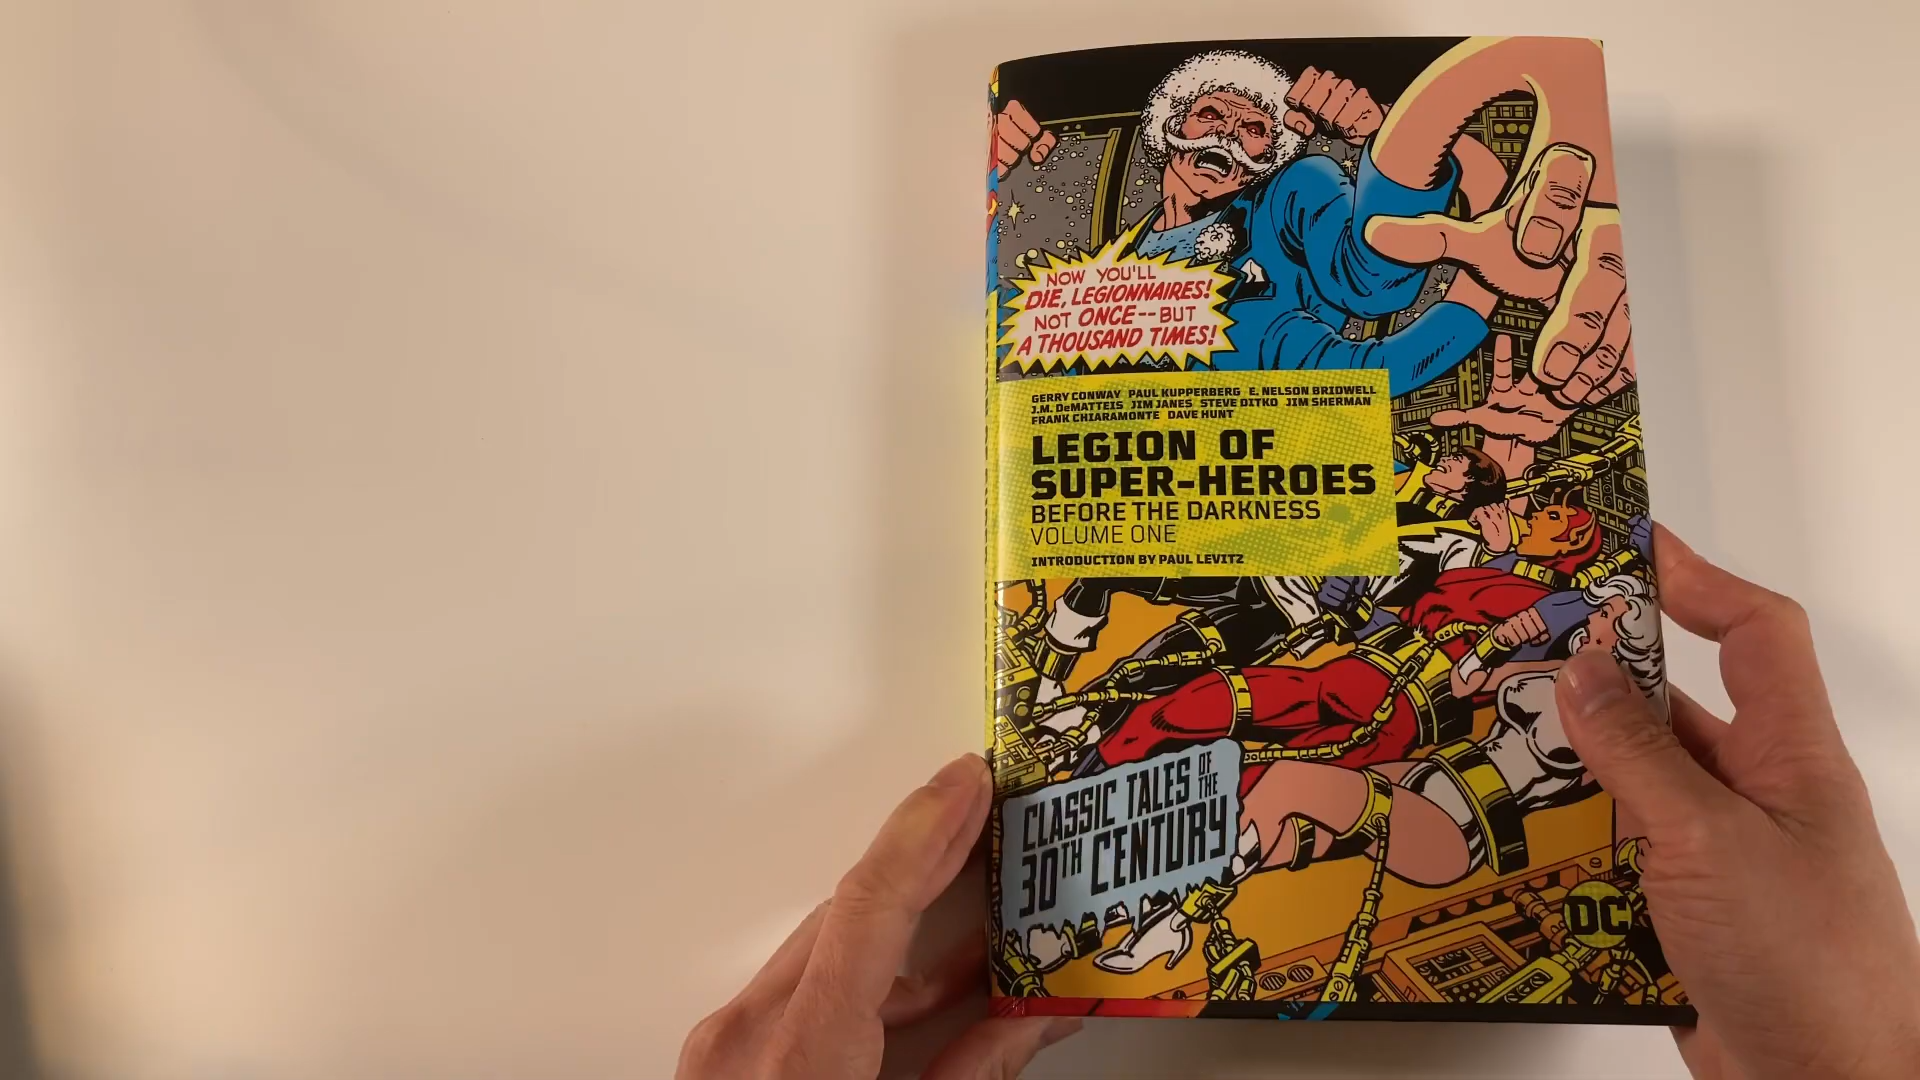 NOW YOU'LL
DIE, LEGIONNAIRES!
NOT ONCE--BUT
A THOUSAND TIMES!
GERRY CONWAY PAUL KUPPERBERG E. NELSON BRIDWELL
J.M. DeMATTEIS JIM JANES STEVE DITKO JIM SHERMAN
FRANK CHIARAMONTE DAVE HUNT
LEGION OF
SUPER-HEROES
BEFORE THE DARKNESS
VOLUME ONE
INTRODUCTION BY PAUL LEVITZ
CLASSIC TALES OF THE
30TH CENTURY
DC